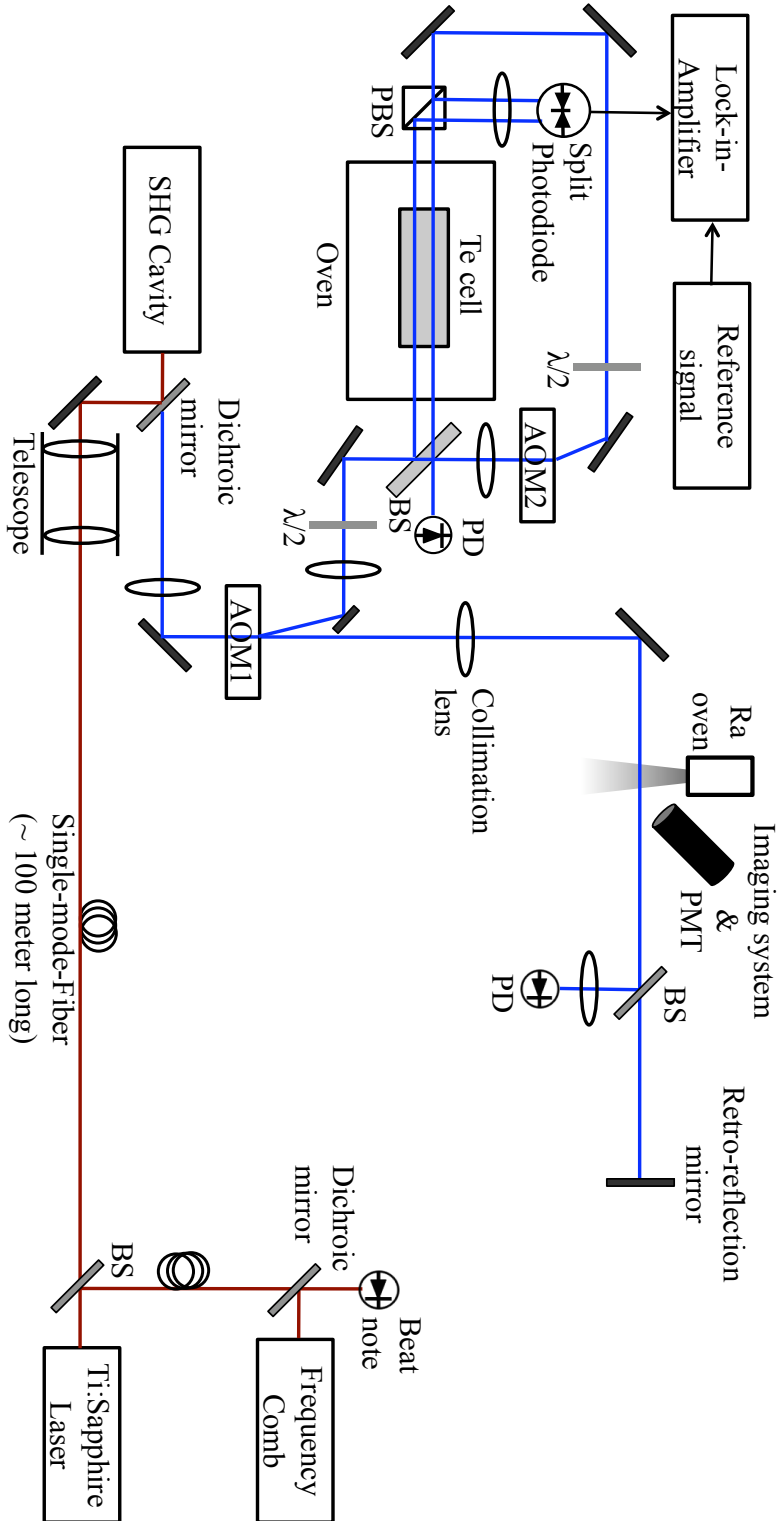 Lock-in-
Amplifier
Reference
signal
Split
Photodiode
PBS
Te cell
Oven
λ/2
AOM2
PD
BS
λ/2
SHG Cavity
Dichroic
mirror
Telescope
AOM1
Collimation
lens
Ra
oven
Imaging system
&
PMT
BS
PD
Retro-reflection
mirror
Single-mode-Fiber
(~ 100 meter long)
Dichroic
mirror
Beat
note
BS
Frequency
Comb
Ti:Sapphire
Laser